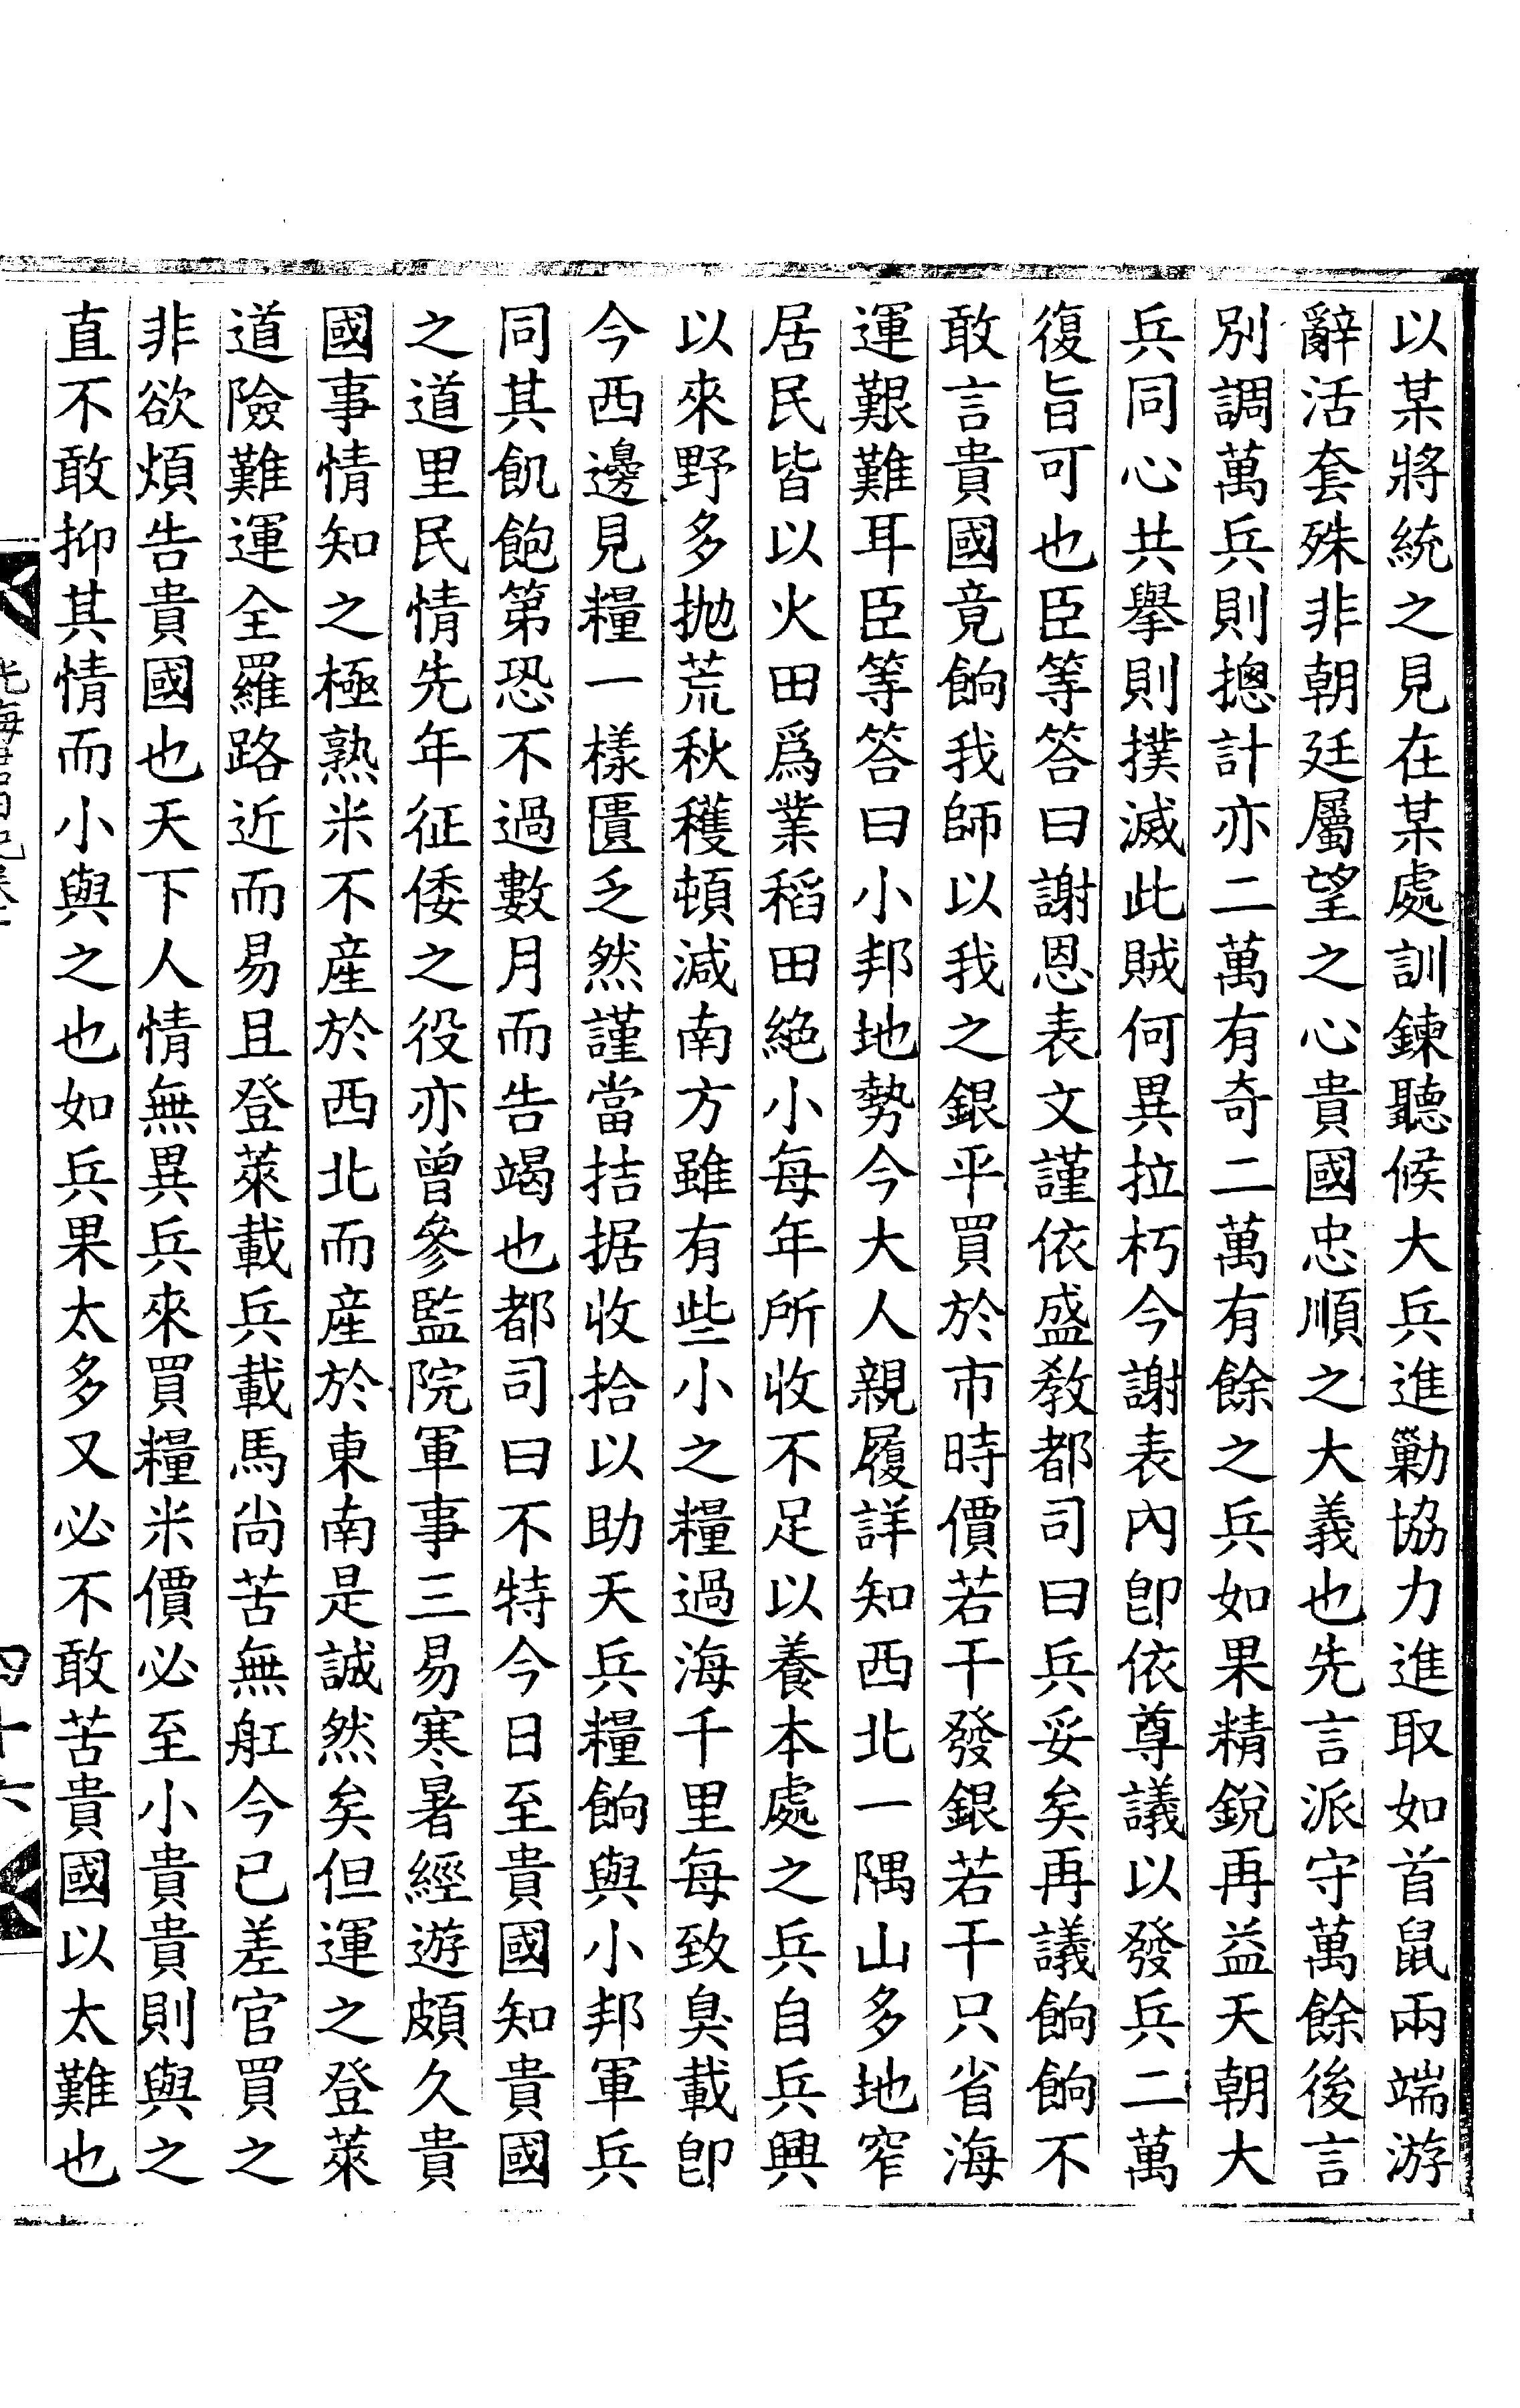 以某將統之見在某處訓鍊聽候大兵進勦協力進取如首鼠兩端游
辭活套殊非朝廷屬望之心貴國忠順之大義也先言派守萬餘後言
別調萬兵則摠計亦二萬有奇二萬有餘之兵如果精銳再益天朝大
兵同心共擧則撲滅此賊何異拉朽今謝表內卽依尊議以發兵二萬
復旨可也臣等答曰謝恩表文謹依盛敎都司曰兵妥矣再議餉餉不
敢言貴國竟餉我師以我之銀平買於市時價若干發銀若干只省海
運艱難耳臣等答曰小邦地勢今大人親履詳知西北一隅山多地窄
居民皆以火田爲業稻田絶小每年所收不足以養本處之兵自兵興
以來野多抛荒秋穫頓減南方雖有些小之糧過海千里每致臭載卽
今西邊見糧一樣匱乏然謹當拮据收拾以助天兵糧餉與小邦軍兵
同其飢飽第恐不過數月而告竭也都司曰不特今日至貴國知貴國
之道里民情先年征倭之役亦曾參監院軍事三易寒暑經遊頗久貴
國事情知之極熟米不産於西北而産於東南是誠然矣但運之登萊
道險難運全羅路近而易且登萊載兵載馬尙苦無舡今已差官買之
非欲煩告貴國也天下人情無異兵來買糧米價必至小貴貴則與之
直不敢抑其情而小與之也如兵果太多又必不敢苦貴國以太難也
四十六